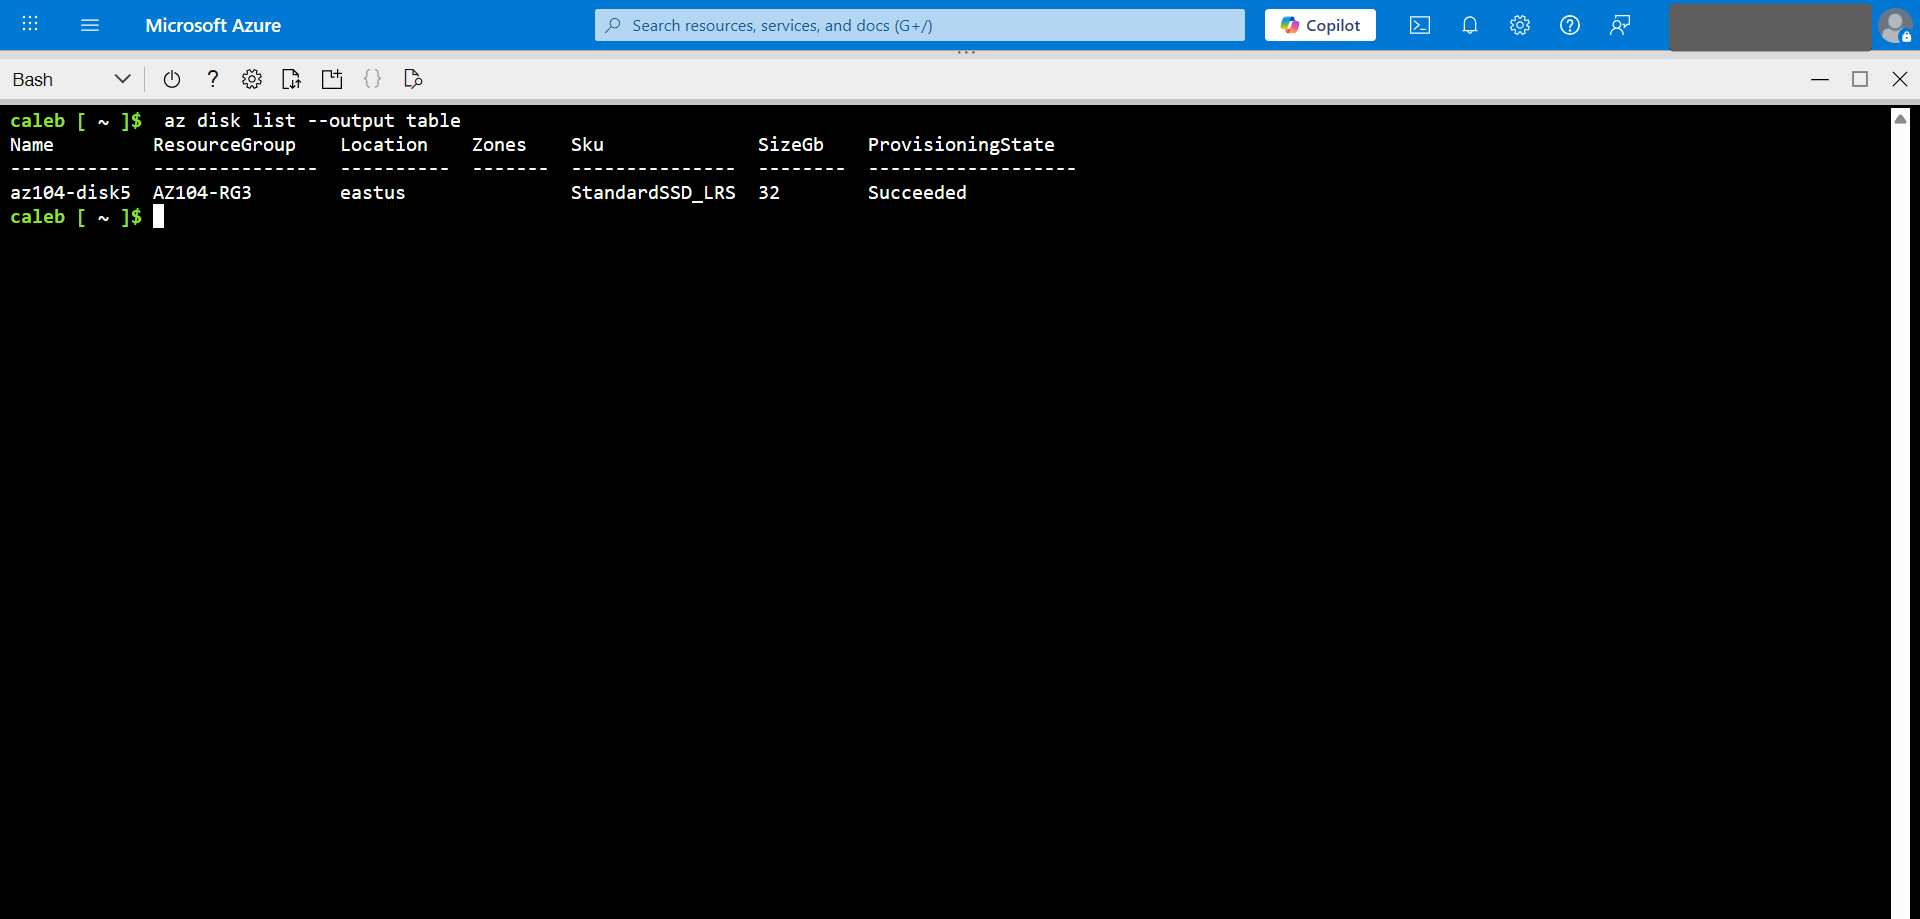 Microsoft Azure
Search resources, services, and docs (G+/)
Copilot
Bash
caleb [ ~ ]$  az disk list --output table
Name         ResourceGroup    Location    Zones    Sku              SizeGb    ProvisioningState
-----------  ---------------  ----------  -------  ---------------  --------  -------------------
az104-disk5  AZ104-RG3        eastus               StandardSSD_LRS  32        Succeeded
caleb [ ~ ]$